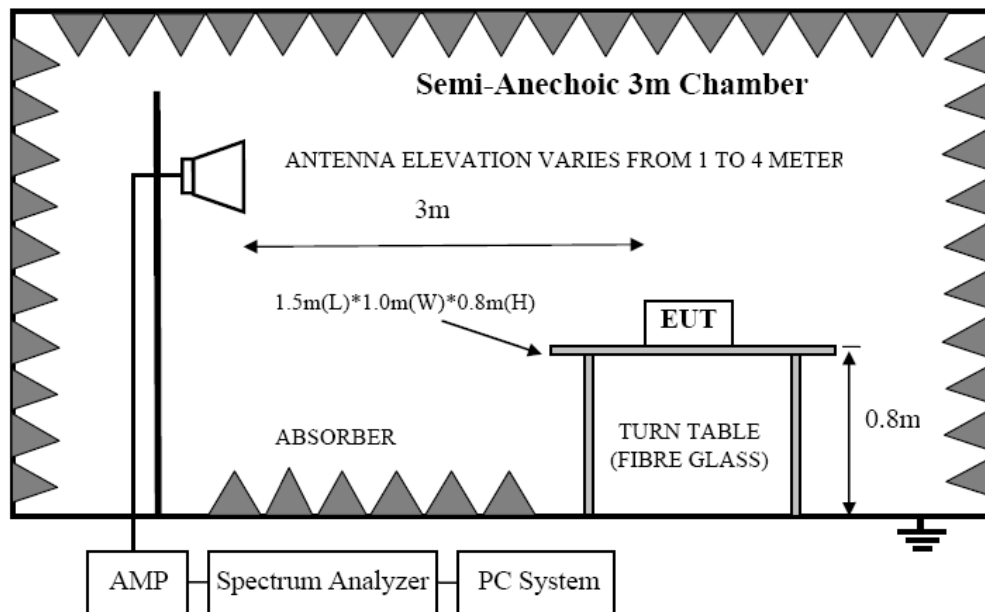 Semi-Anechoic 3m Chamber
ANTENNA ELEVATION VARIES FROM 1 TO 4 METER
3m
1.5m(L)*1.0m(W)*0.8m(H)
EUT
0.8m
ABSORBER
TURN TABLE
(FIBRE GLASS)
AMP
Spectrum Analyzer
PC System